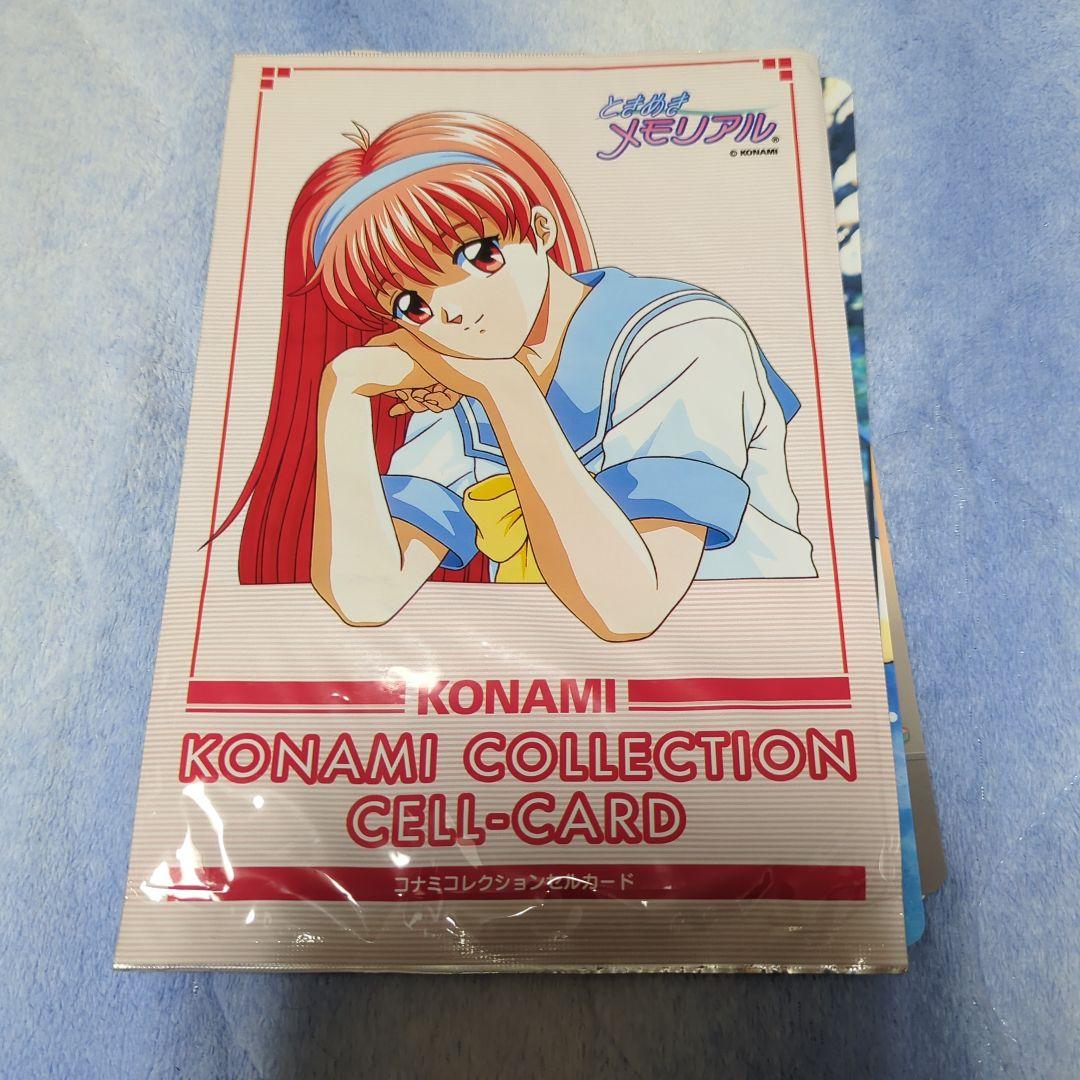 ときめき
メモリアル®
© KONAMI
KONAMI
KONAMI COLLECTION
CELL-CARD
コナミコレクションセルカード